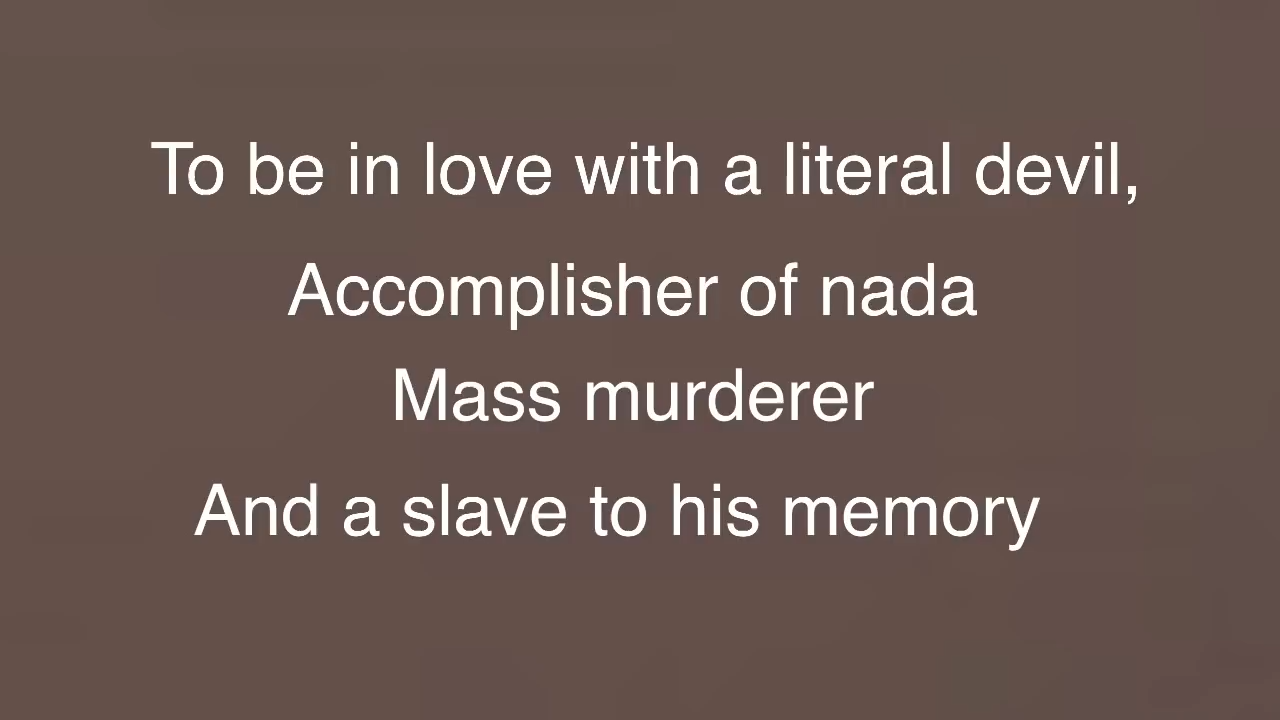 To be in love with a literal devil,
Accomplisher of nada
Mass murderer
And a slave to his memory